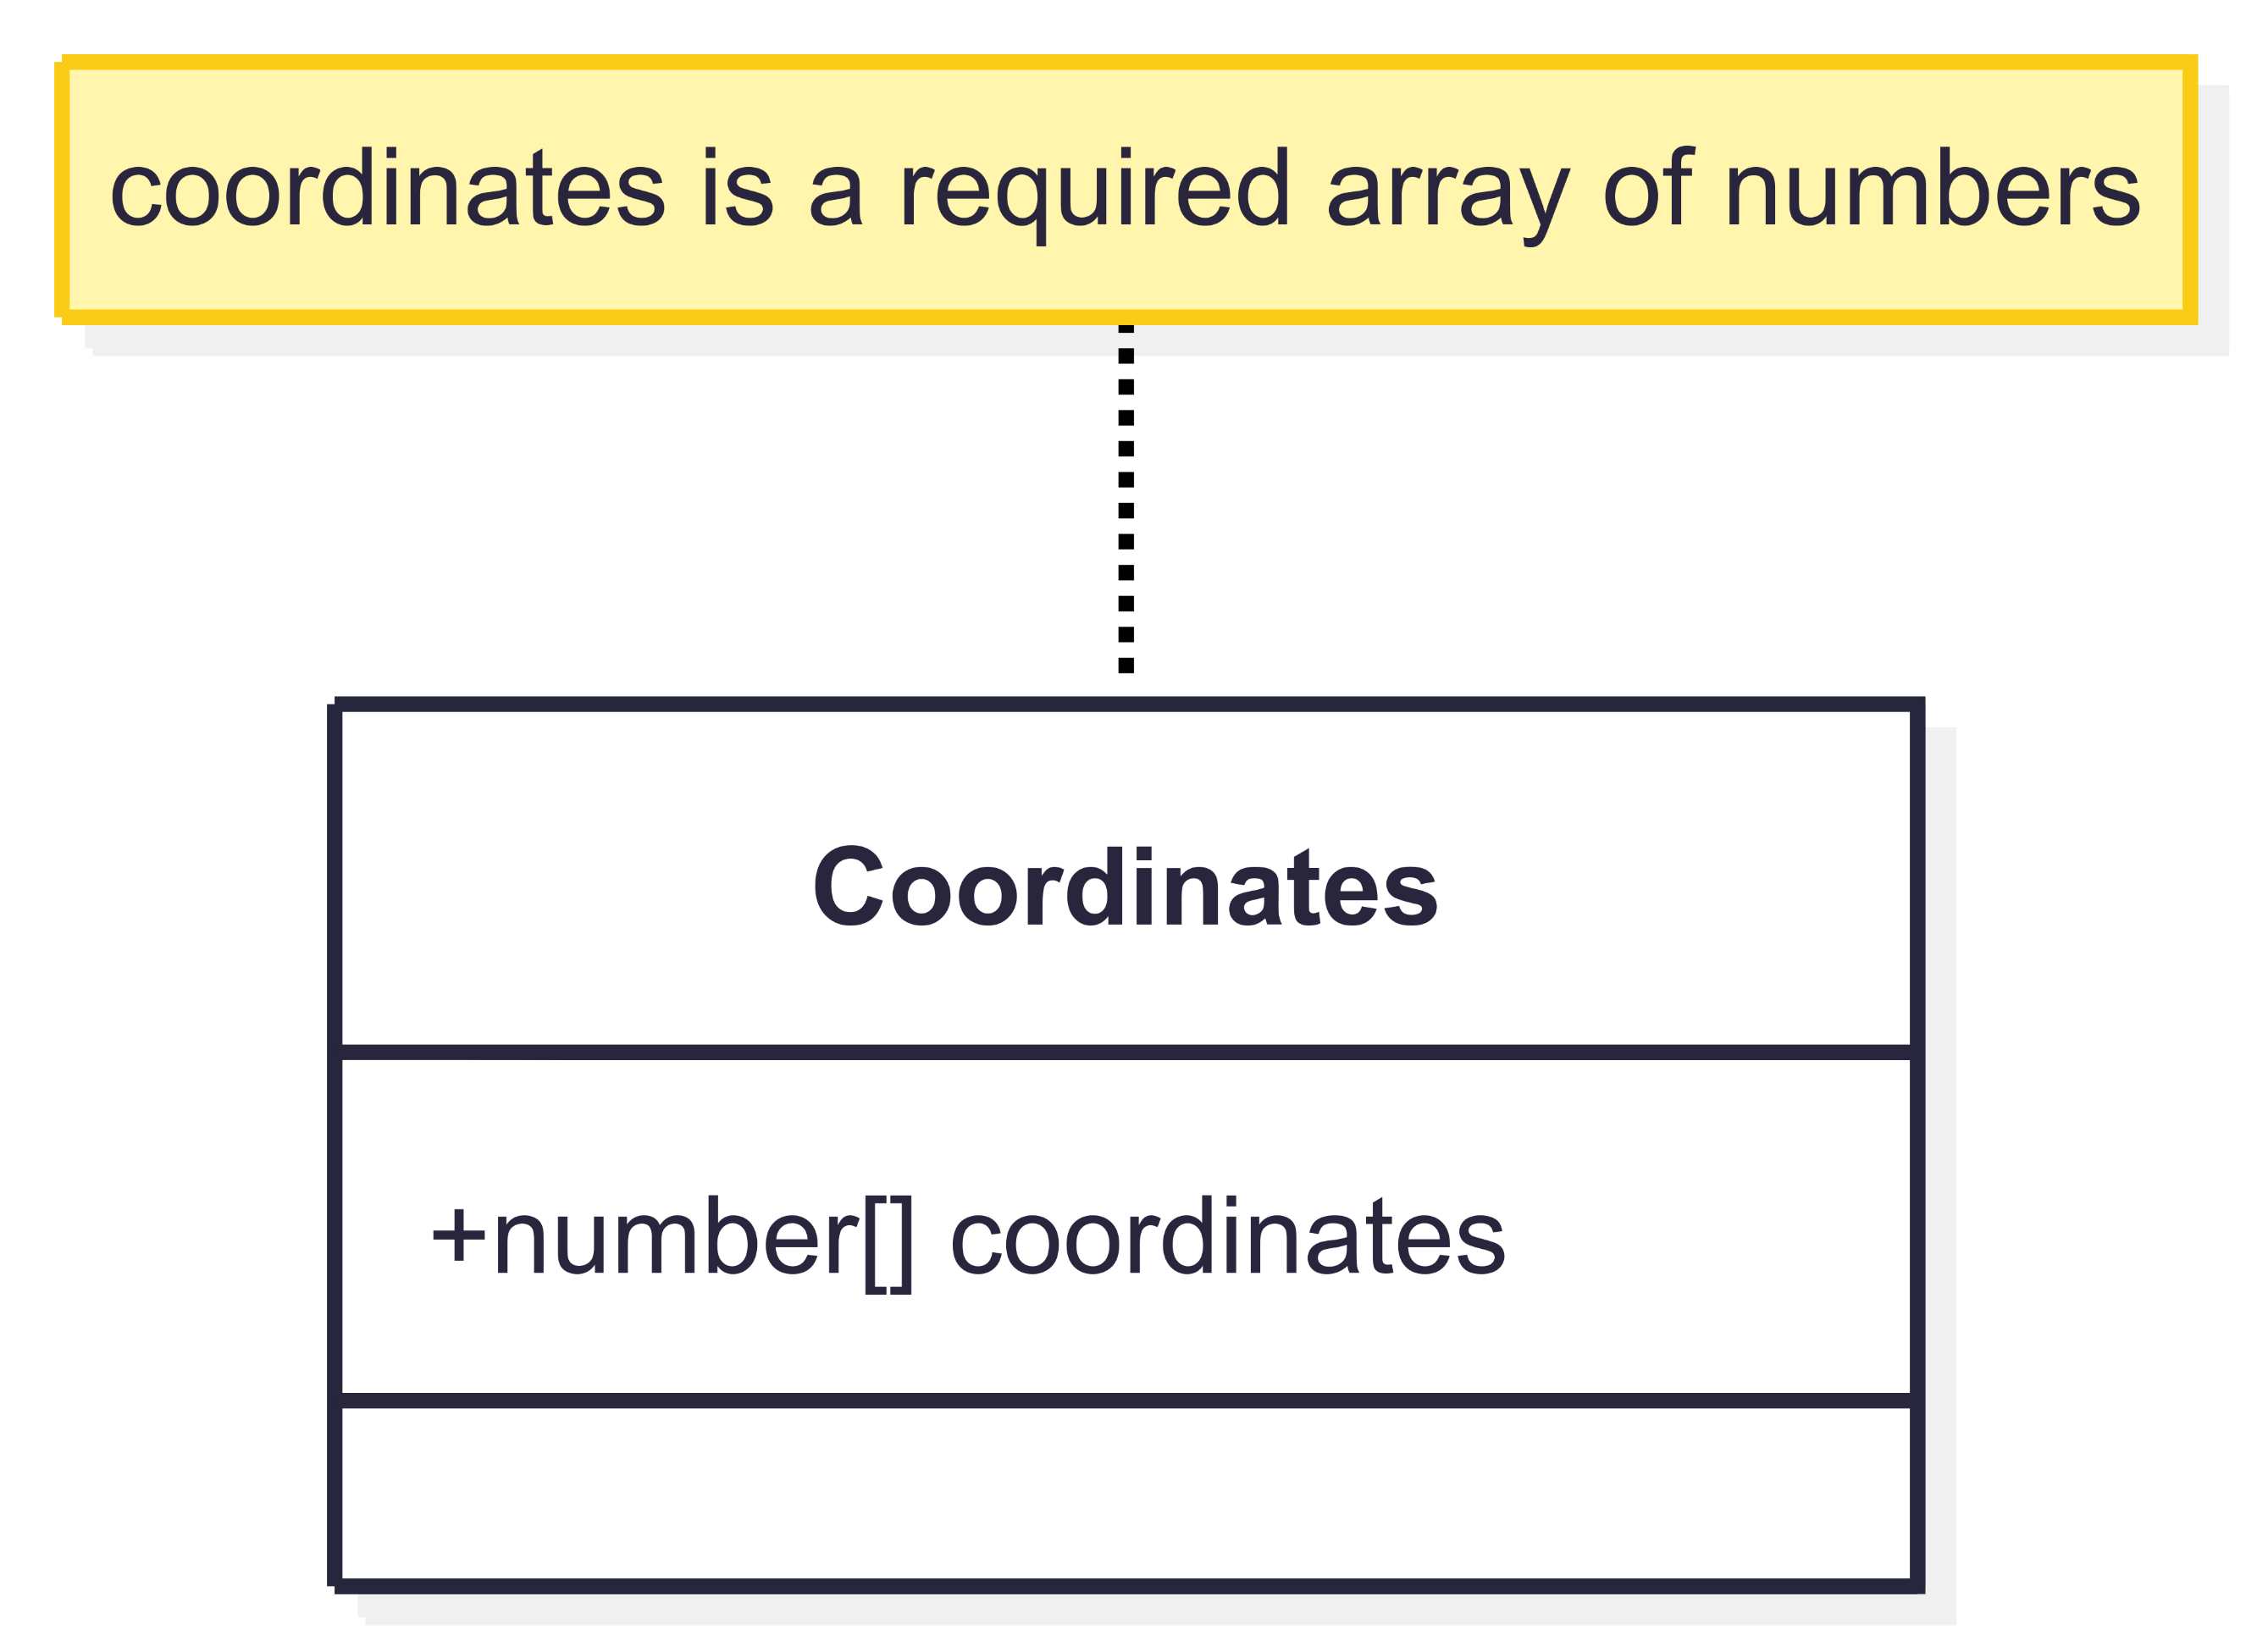 coordinates is a required array of numbers
Coordinates
+number[] coordinates